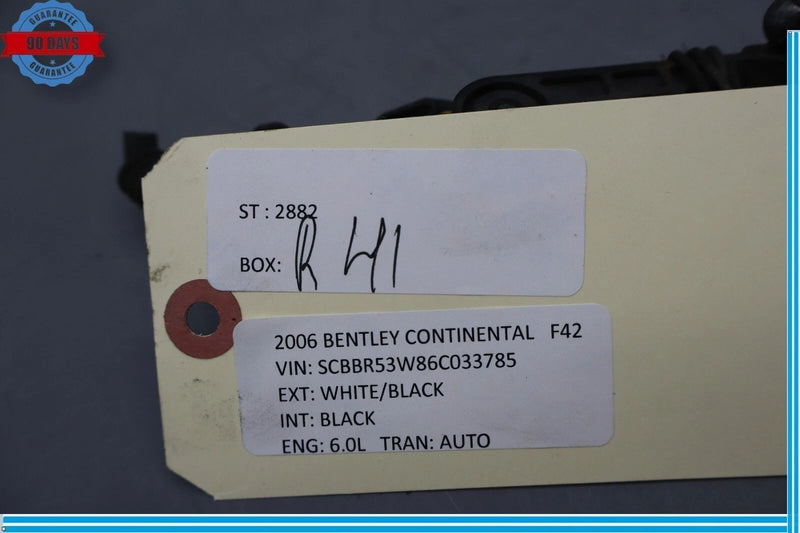 GUARANTEE
90 DAYS
GUARANTEE
ST : 2882
BOX: R 41
2006 BENTLEY CONTINENTAL F42
VIN: SCBBR53W86C033785
EXT: WHITE/BLACK
INT: BLACK
ENG: 6.0L TRAN: AUTO